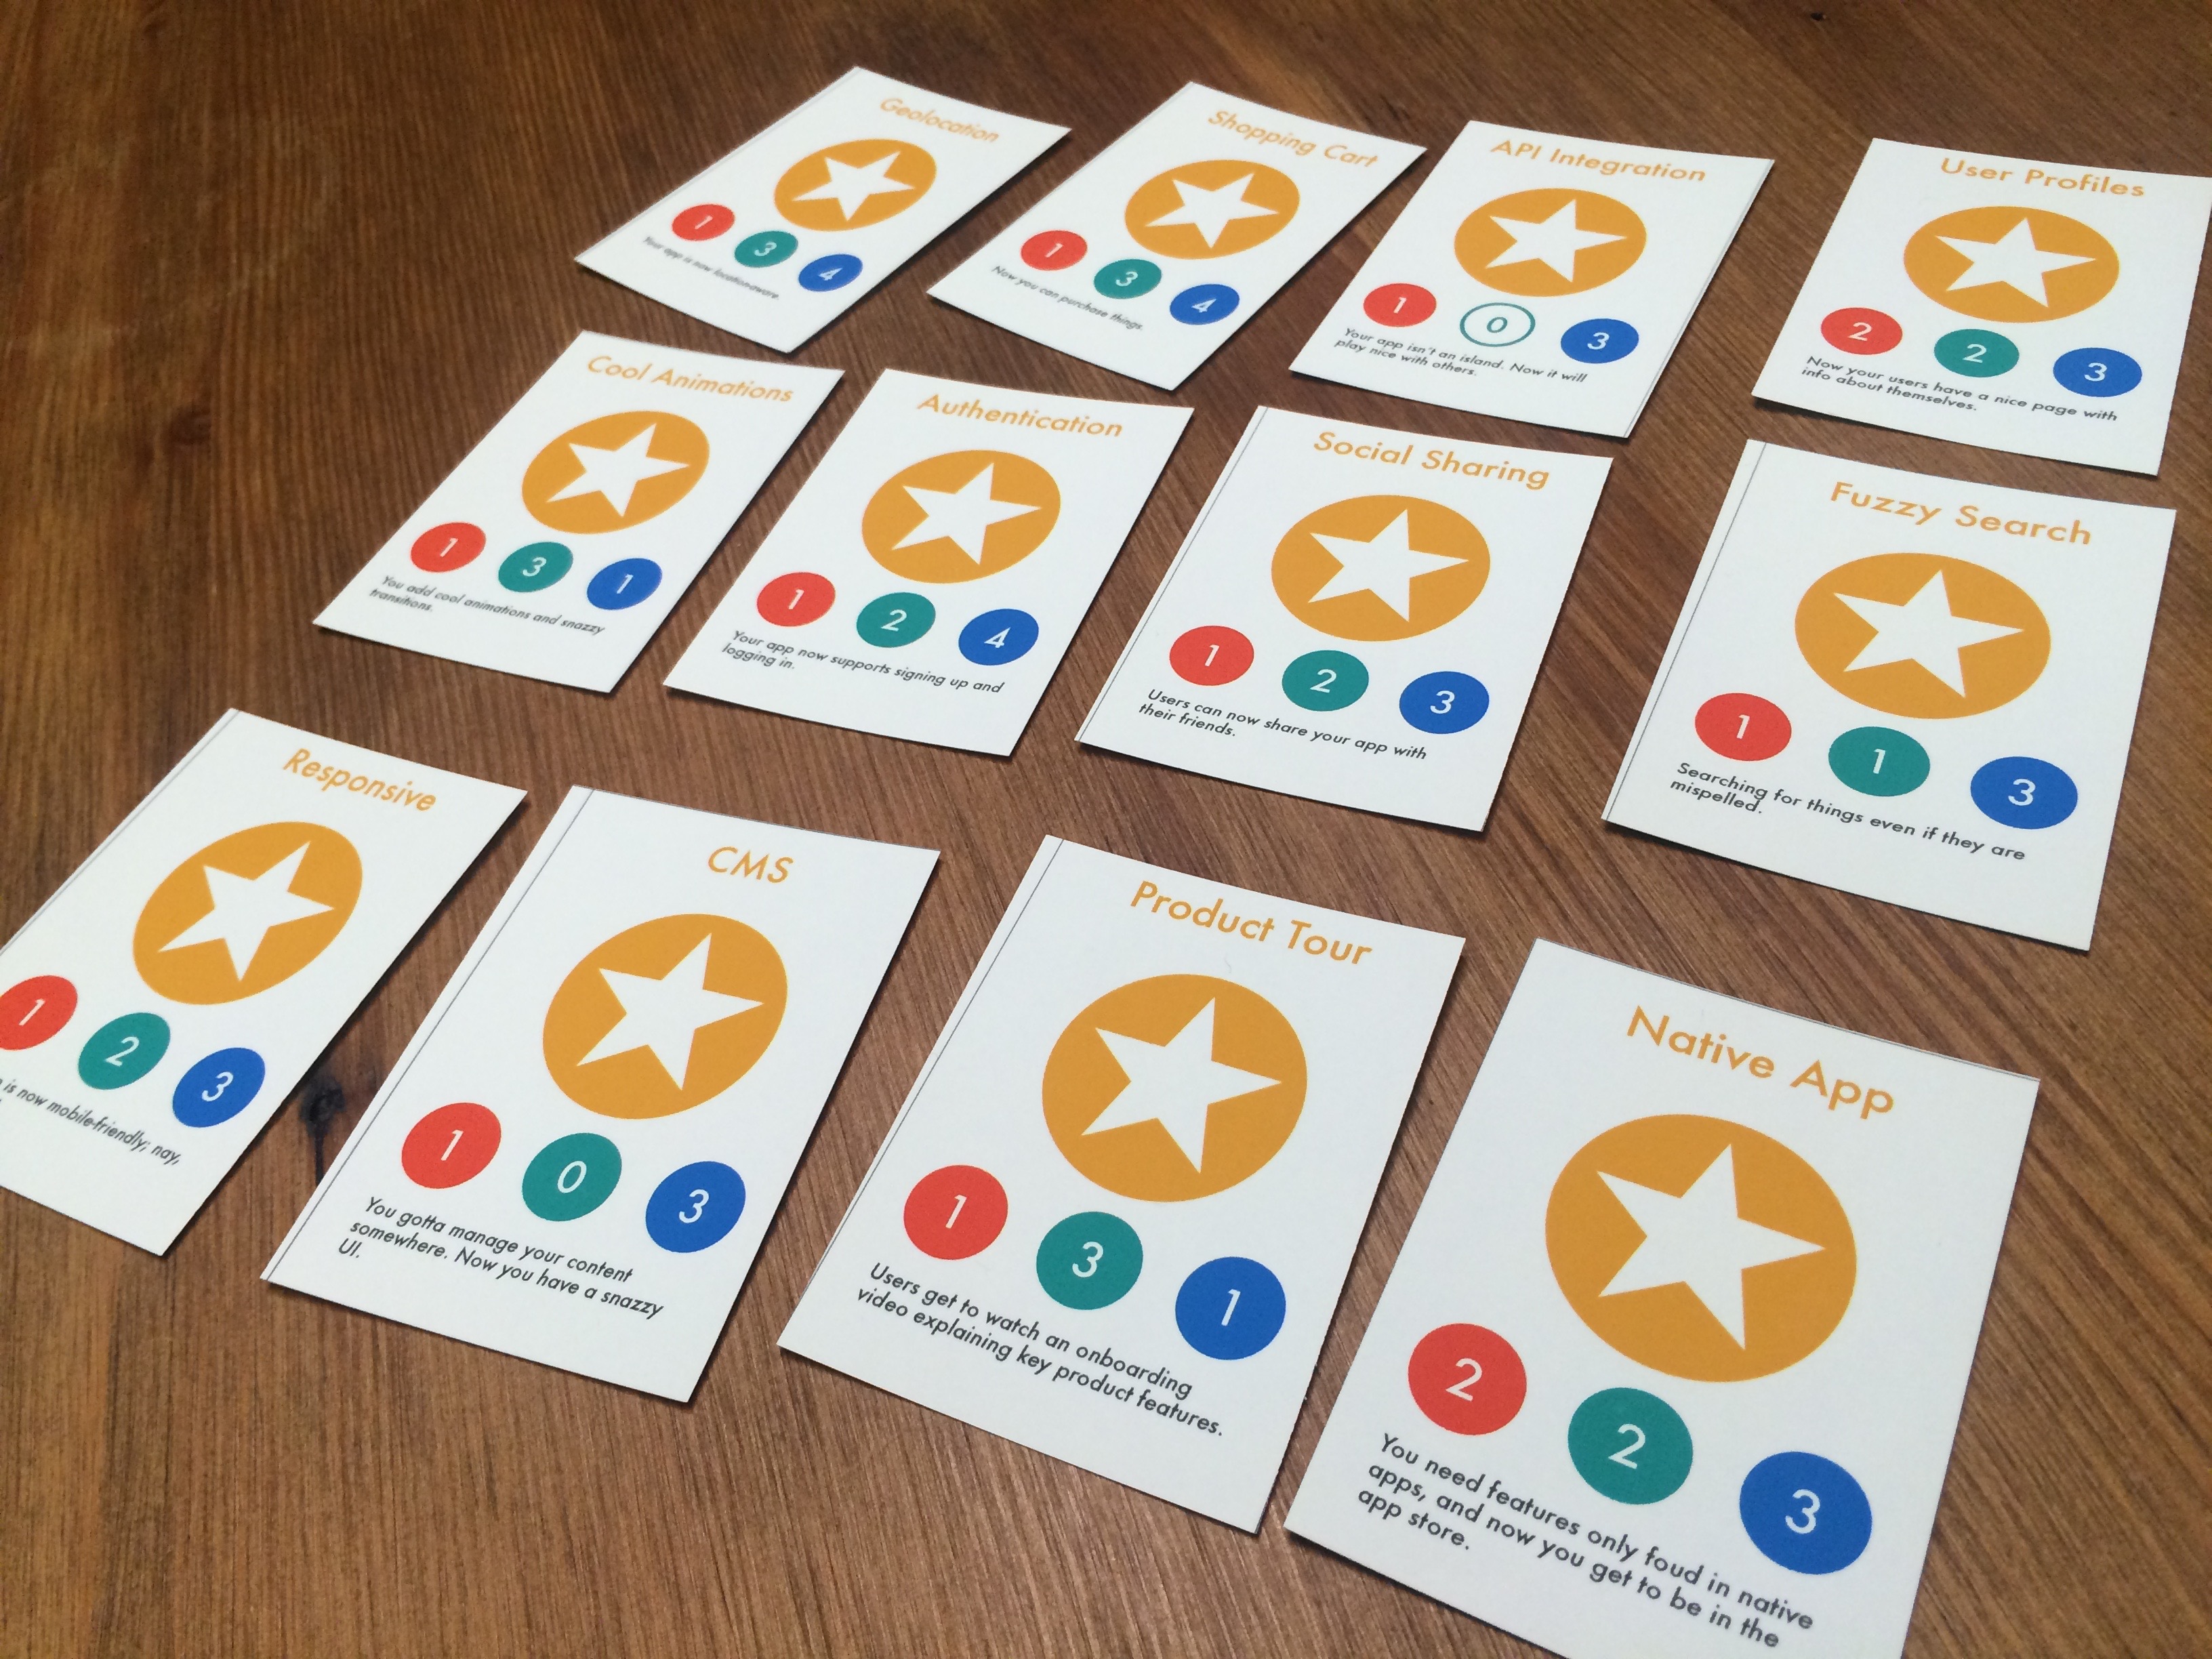 Geolocation
1 3 4
Your app is now location-aware.
Shopping Cart
1 3 4
Now you can purchase things.
API Integration
1 0 3
Your app isn't an island. Now it will
play nice with others.
User Profiles
2 2 3
Now your users have a nice page with
info about themselves.
Cool Animations
1 3 1
You add cool animations and snazzy
transitions.
Authentication
1 2 4
Your app now supports signing up and
logging in.
Social Sharing
1 2 3
Users can now share your app with
their friends.
Fuzzy Search
1 1 3
Searching for things even if they are
mispelled.
Responsive
1 2 3
is now mobile-friendly; nay,
CMS
1 0 3
You gotta manage your content
somewhere. Now you have a snazzy
UI.
Product Tour
1 3 1
Users get to watch an onboarding
video explaining key product features.
Native App
2 2 3
You need features only foud in native
apps, and now you get to be in the
app store.